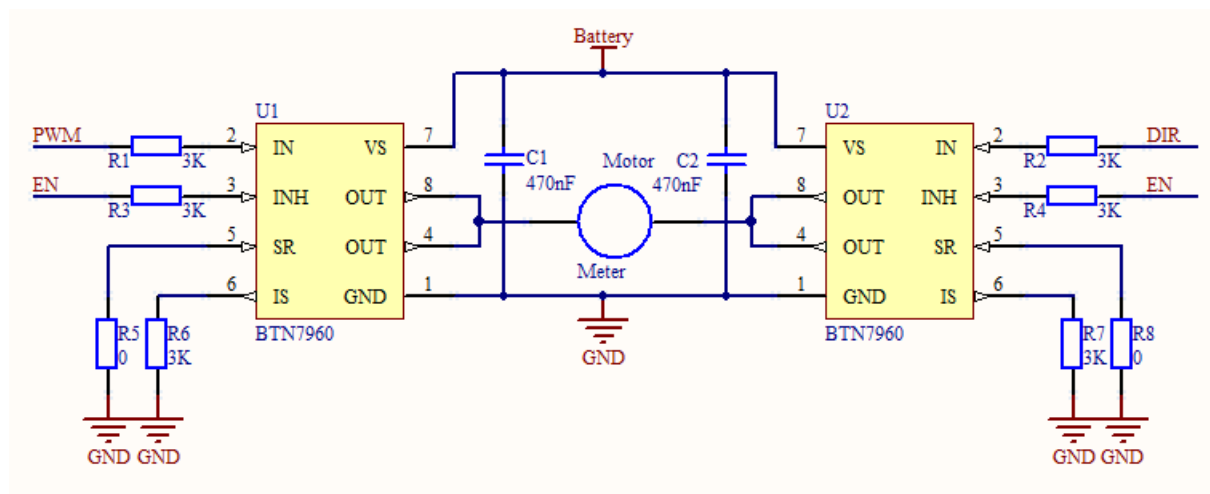 Battery
U1
U2
PWM
2
IN
VS
7
7
VS
IN
2
DIR
R1
3K
C1
Motor
C2
R2
3K
EN
3
INH
OUT
8
470nF
470nF
8
OUT
INH
3
EN
R3
3K
R4
3K
5
SR
OUT
4
4
OUT
SR
5
Meter
6
IS
GND
1
1
GND
IS
6
BTN7960
BTN7960
R5
0
R6
3K
GND
R7
3K
R8
0
GND
GND
GND
GND